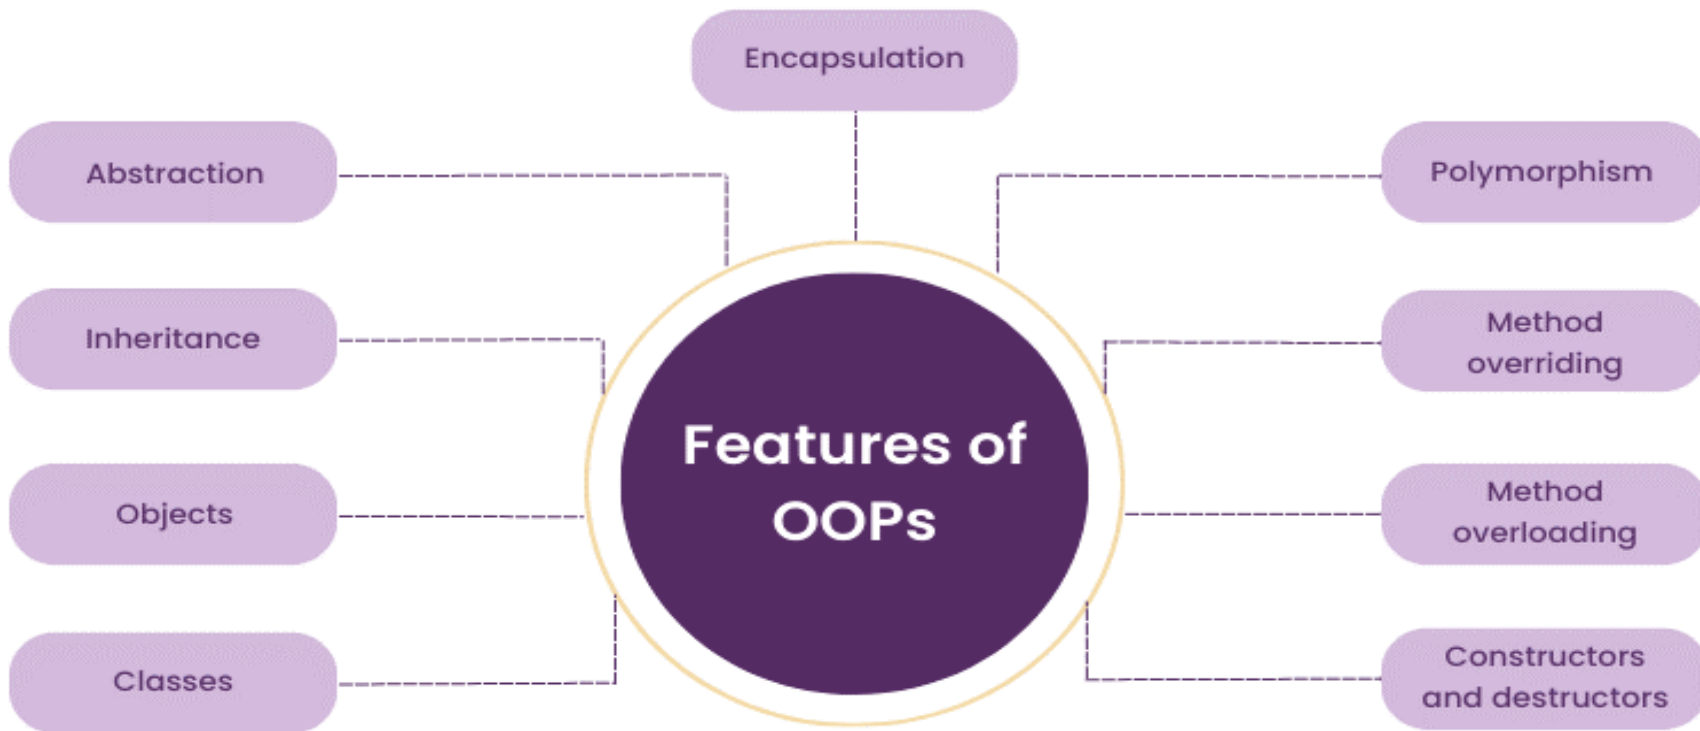 Encapsulation
Abstraction
Polymorphism
Inheritance
Method
overriding
Features of
OOPs
Objects
Method
overloading
Classes
Constructors
and destructors